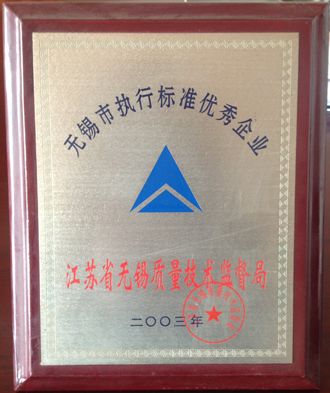 无锡市执行标准优秀企业
江苏省无锡质量技术监督局
二〇〇三年